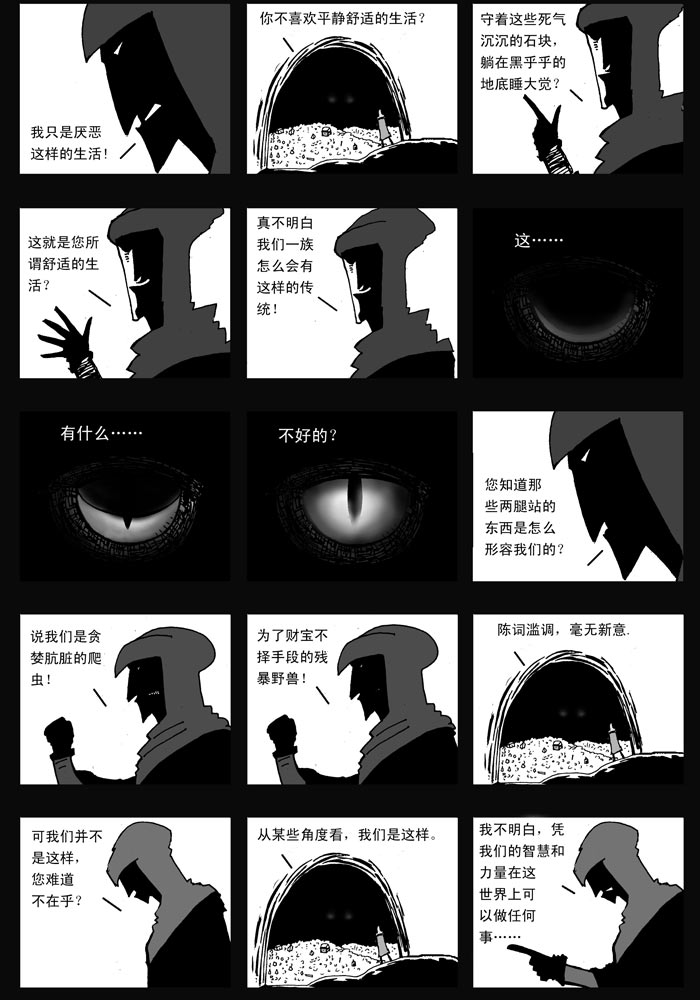 我只是厌恶
这样的生活！
你不喜欢平静舒适的生活？
守着这些死气
沉沉的石块，
躺在黑乎乎的
地底睡大觉？
这就是您所
谓舒适的生
活？
真不明白
我们一族
怎么会有
这样的传
统！
这……
有什么……
不好的？
您知道那
些两腿站的
东西是怎么
形容我们的？
说我们是贪
婪肮脏的爬
虫！
为了财宝不
择手段的残
暴野兽！
陈词滥调，毫无新意.
可我们并不
是这样，
您难道
不在乎？
从某些角度看，我们是这样。
我不明白，凭
我们的智慧和
力量在这
世界上可
以做任何
事……